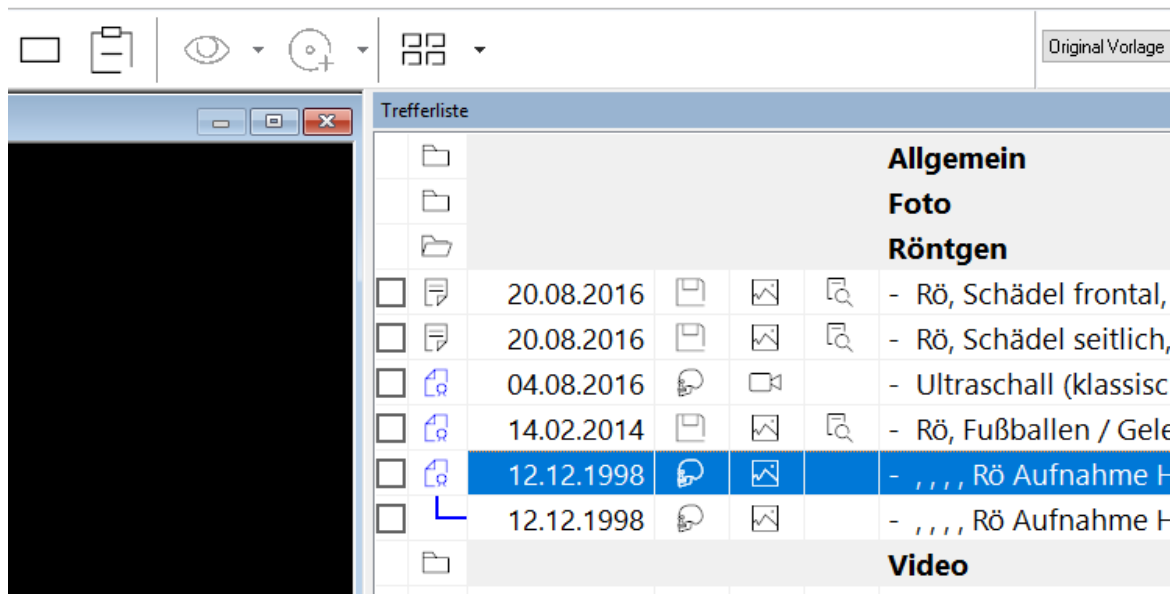 Original Vorlage
Trefferliste
Allgemein
Foto
Röntgen
20.08.2016 - Rö, Schädel frontal,
20.08.2016 - Rö, Schädel seitlich,
04.08.2016 - Ultraschall (klassisc
14.02.2014 - Rö, Fußballen / Gele
12.12.1998 - , , , , Rö Aufnahme H
12.12.1998 - , , , , Rö Aufnahme H
Video